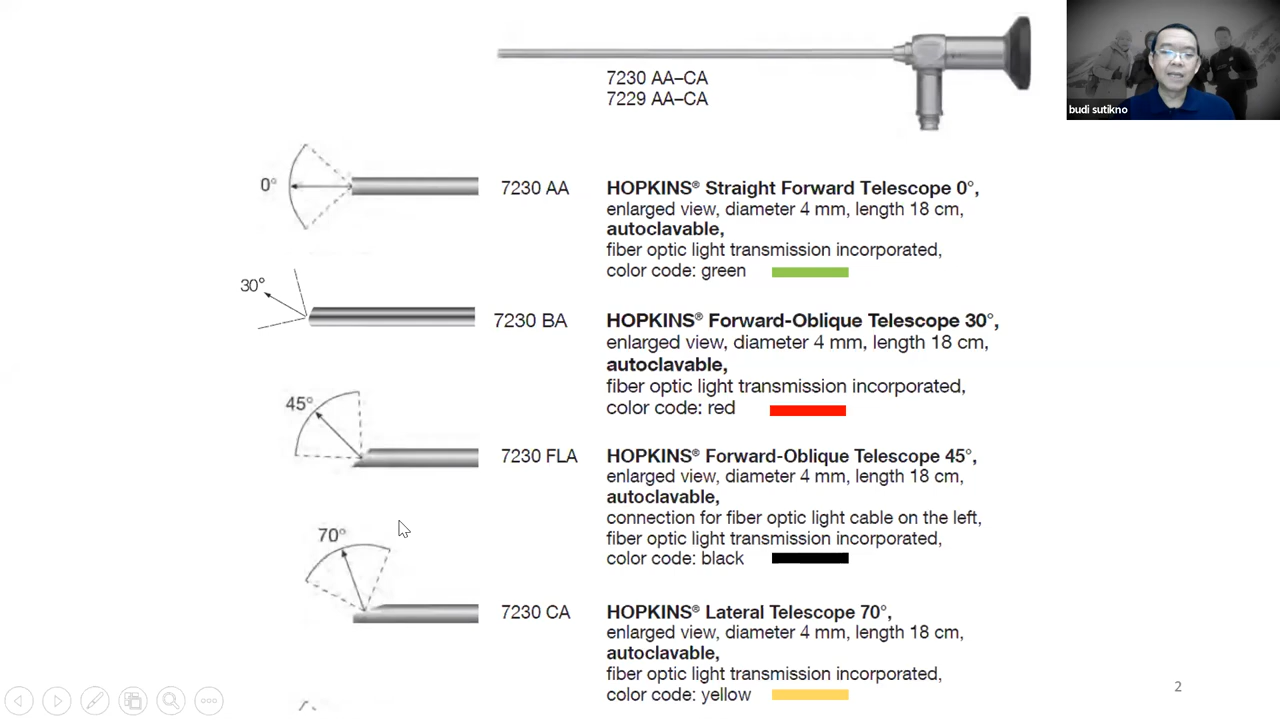 7230 AA–CA
7229 AA–CA
budi sutikno
0°
7230 AA
HOPKINS® Straight Forward Telescope 0°,
enlarged view, diameter 4 mm, length 18 cm,
autoclavable,
fiber optic light transmission incorporated,
color code: green
30°
7230 BA
HOPKINS® Forward-Oblique Telescope 30°,
enlarged view, diameter 4 mm, length 18 cm,
autoclavable,
fiber optic light transmission incorporated,
color code: red
45°
7230 FLA
HOPKINS® Forward-Oblique Telescope 45°,
enlarged view, diameter 4 mm, length 18 cm,
autoclavable,
connection for fiber optic light cable on the left,
fiber optic light transmission incorporated,
color code: black
70°
7230 CA
HOPKINS® Lateral Telescope 70°,
enlarged view, diameter 4 mm, length 18 cm,
autoclavable,
fiber optic light transmission incorporated,
color code: yellow
2